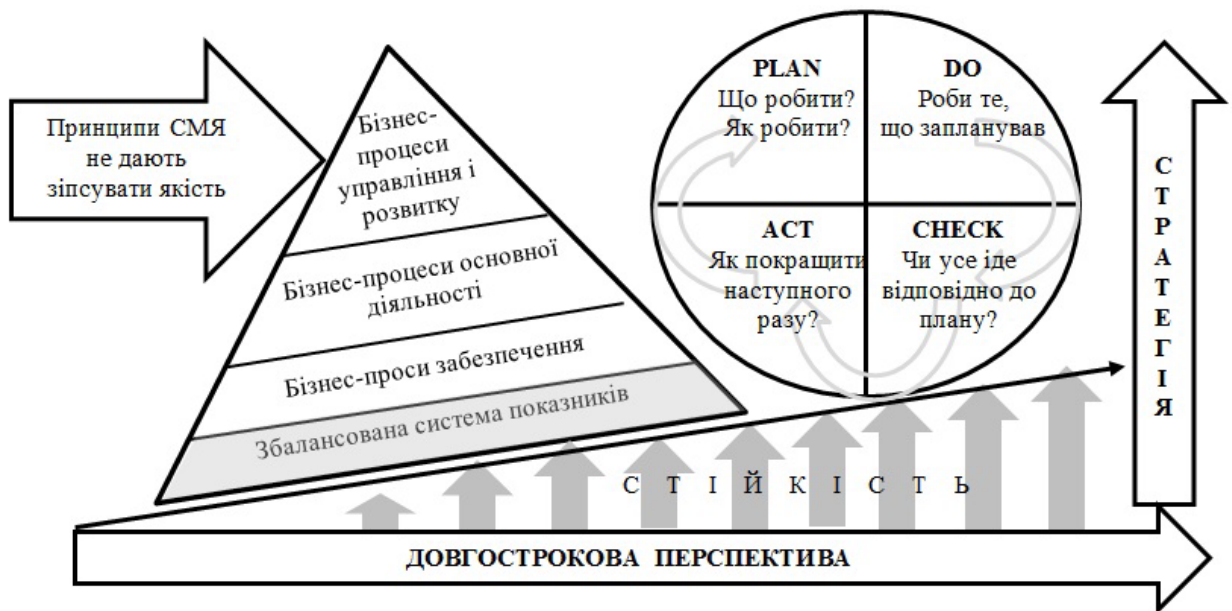 Принципи СМЯ
не дають
зіпсувати якість
Бізнес-
процеси
управління і
розвитку
Бізнес-процеси основної
діяльності
Бізнес-проси забезпечення
Збалансована система показників
PLAN
Що робити?
Як робити?
DO
Роби те,
що запланував
ACT
Як покращити
наступного
разу?
CHECK
Чи усе іде
відповідно до
плану?
СТРАТЕГІЯ
С Т І Й К І С Т Ь
ДОВГОСТРОКОВА ПЕРСПЕКТИВА